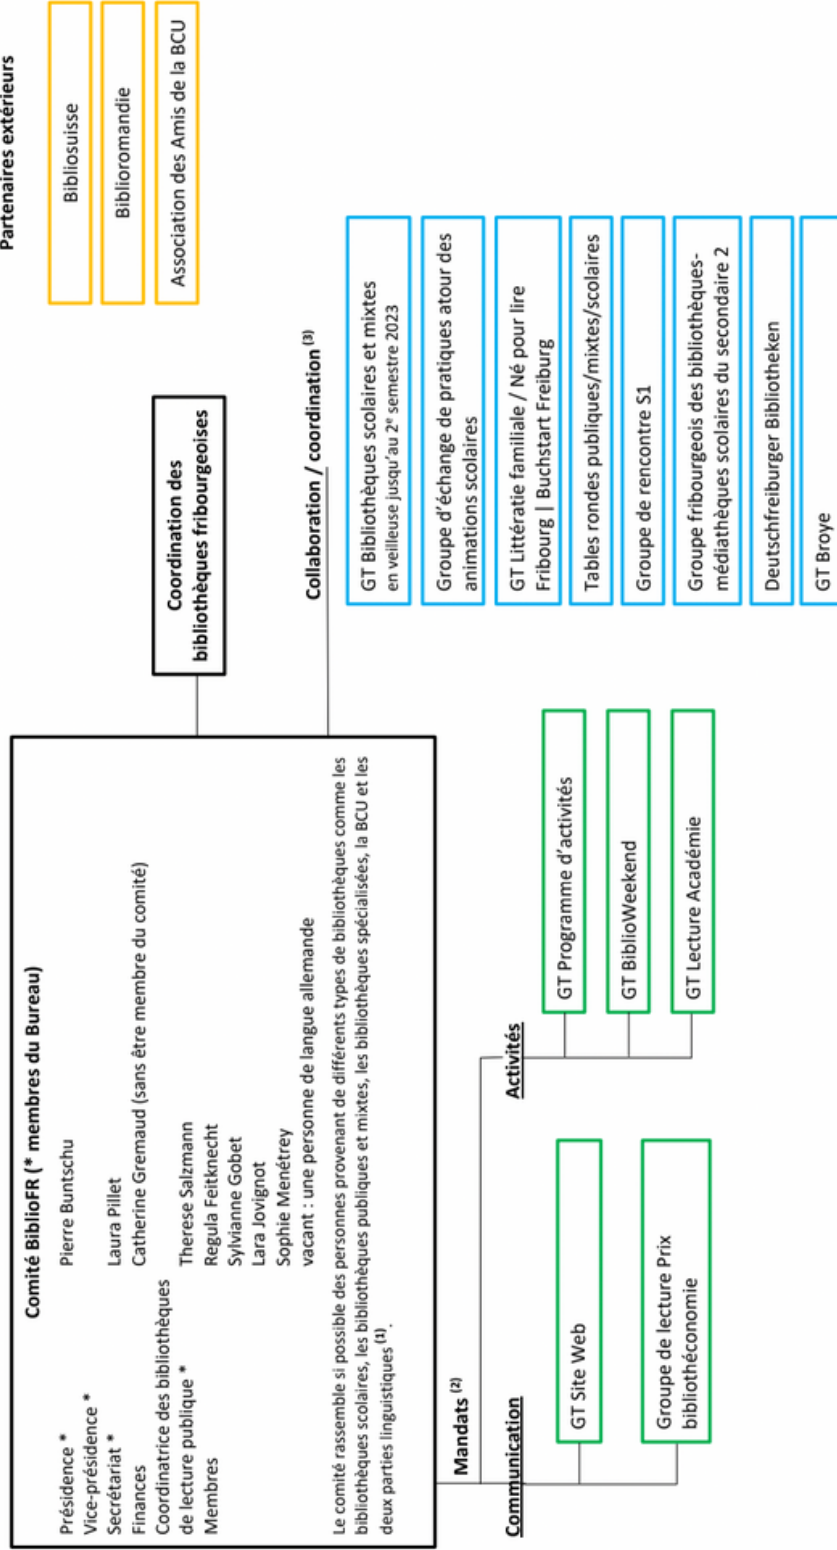 Partenaires extérieurs
Bibliosuisse
Biblioromandie
Association des Amis de la BCU
Comité BiblioFR (* membres du Bureau)
Présidence * Pierre Buntschu
Vice-présidence *
Secrétariat * Laura Pillet
Finances Catherine Gremaud (sans être membre du comité)
Coordinatrice des bibliothèques
de lecture publique * Therese Salzmann
Membres Regula Feitknecht
Sylvianne Gobet
Lara Jovignot
Sophie Menétrey
vacant : une personne de langue allemande
Le comité rassemble si possible des personnes provenant de différents types de bibliothèques comme les
bibliothèques scolaires, les bibliothèques publiques et mixtes, les bibliothèques spécialisées, la BCU et les
deux parties linguistiques (1).
Coordination des
bibliothèques fribourgeoises
Collaboration / coordination (3)
GT Bibliothèques scolaires et mixtes
en veilleuse jusqu'au 2e semestre 2023
Groupe d'échange de pratiques atour des
animations scolaires
GT Littératie familiale / Né pour lire
Fribourg | Buchstart Freiburg
Tables rondes publiques/mixtes/scolaires
Groupe de rencontre S1
Groupe fribourgeois des bibliothèques-
médiathèques scolaires du secondaire 2
Deutschfreiburger Bibliotheken
GT Broye
Mandats (2)
Communication
GT Site Web
Groupe de lecture Prix
bibliothéconomie
Activités
GT Programme d'activités
GT BiblioWeekend
GT Lecture Académie